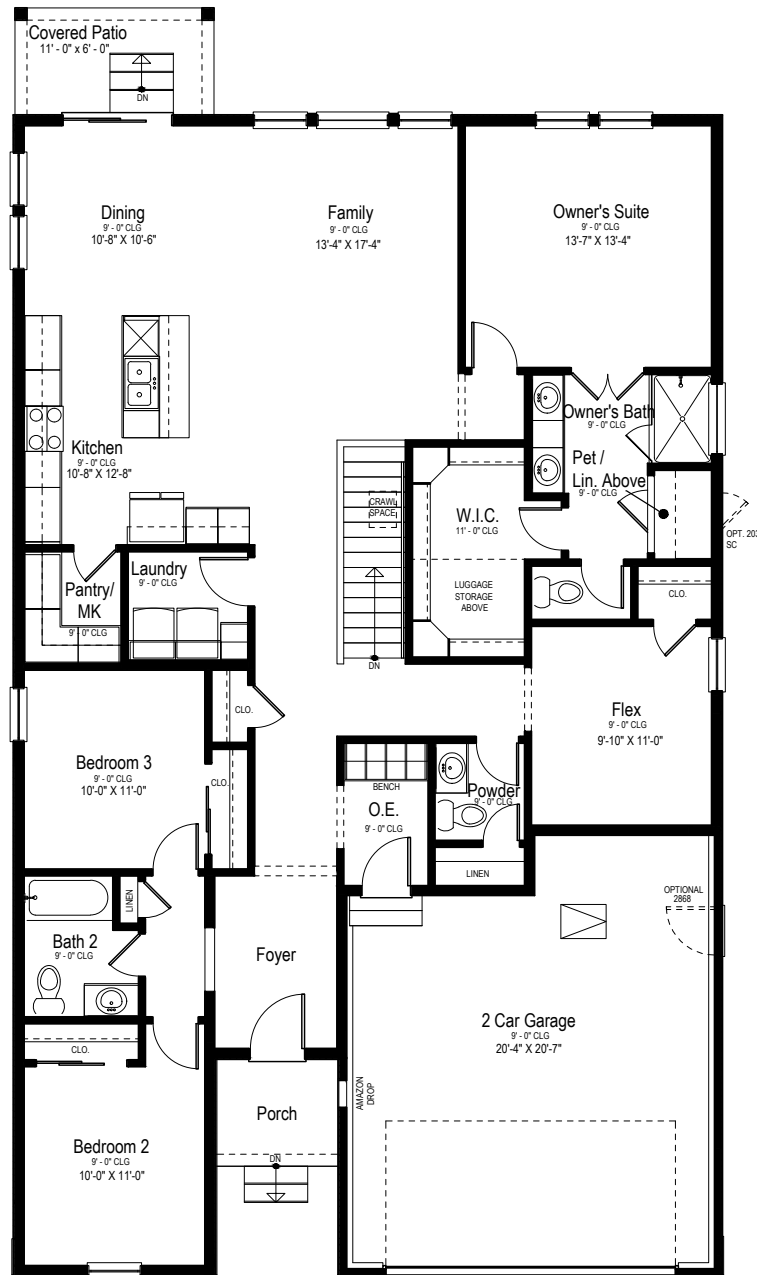 Covered Patio
11' - 0" x 6' - 0"
DN
Dining
9' - 0" CLG
10'-8" X 10'-6"
Family
9' - 0" CLG
13'-4" X 17'-4"
Owner's Suite
9' - 0" CLG
13'-7" X 13'-4"
Kitchen
9' - 0" CLG
10'-8" X 12'-8"
Owner's Bath
9' - 0" CLG
Pet /
Lin. Above
9' - 0" CLG
CRAWL
SPACE
W.I.C.
11' - 0" CLG
LUGGAGE
STORAGE
ABOVE
OPT. 202
SC
Pantry/
MK
9' - 0" CLG
Laundry
9' - 0" CLG
CLO.
DN
CLO.
Flex
9' - 0" CLG
9'-10" X 11'-0"
Bedroom 3
9' - 0" CLG
10'-0" X 11'-0"
CLO.
BENCH
O.E.
9' - 0" CLG
Powder
9' - 0" CLG
LINEN
LINEN
OPTIONAL
2868
Bath 2
9' - 0" CLG
Foyer
2 Car Garage
9' - 0" CLG
20'-4" X 20'-7"
CLO.
AMAZON
DROP
Porch
DN
Bedroom 2
9' - 0" CLG
10'-0" X 11'-0"